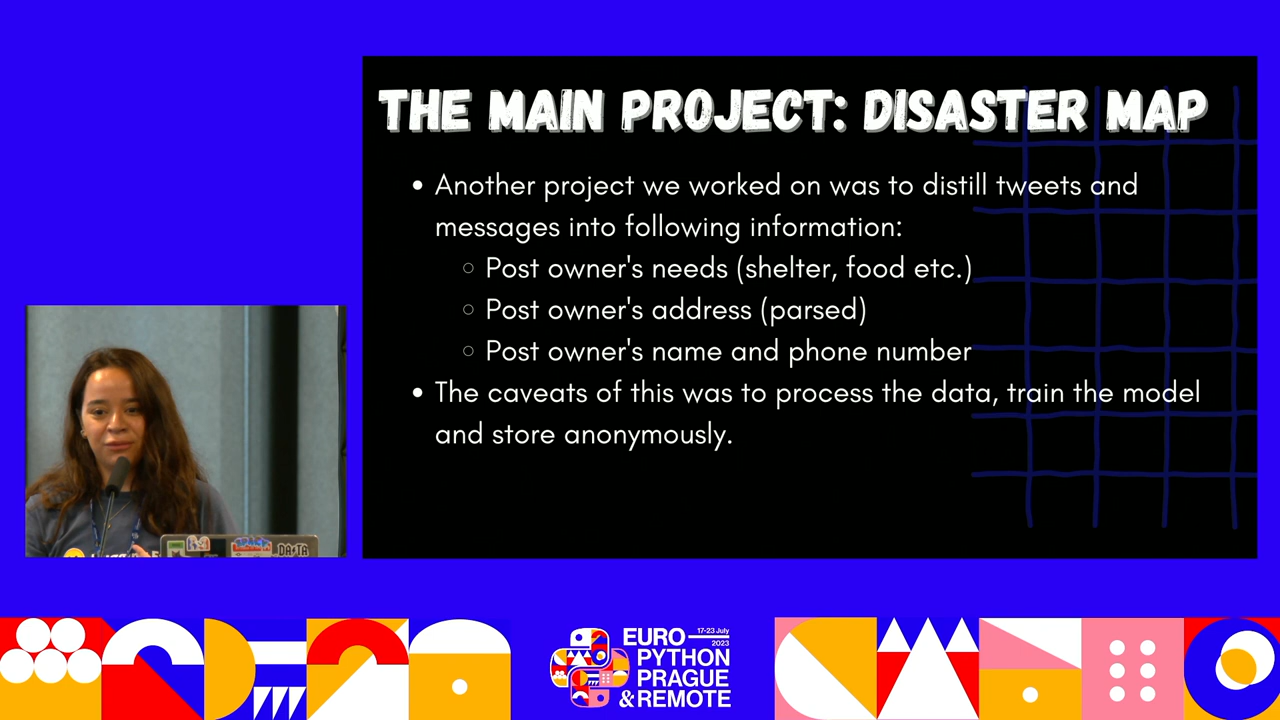 THE MAIN PROJECT: DISASTER MAP
• Another project we worked on was to distill tweets and
messages into following information:
○ Post owner's needs (shelter, food etc.)
○ Post owner's address (parsed)
○ Post owner's name and phone number
• The caveats of this was to process the data, train the model
and store anonymously.
EURO
17-23 July
2023
PYTHON
PRAGUE
& REMOTE